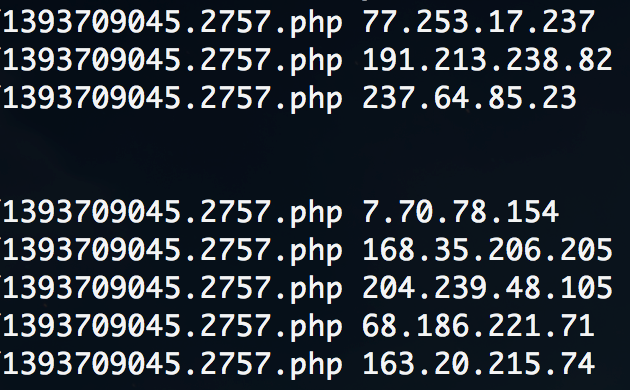 /1393709045.2757.php 77.253.17.237
/1393709045.2757.php 191.213.238.82
/1393709045.2757.php 237.64.85.23
/1393709045.2757.php 7.70.78.154
/1393709045.2757.php 168.35.206.205
/1393709045.2757.php 204.239.48.105
/1393709045.2757.php 68.186.221.71
/1393709045.2757.php 163.20.215.74